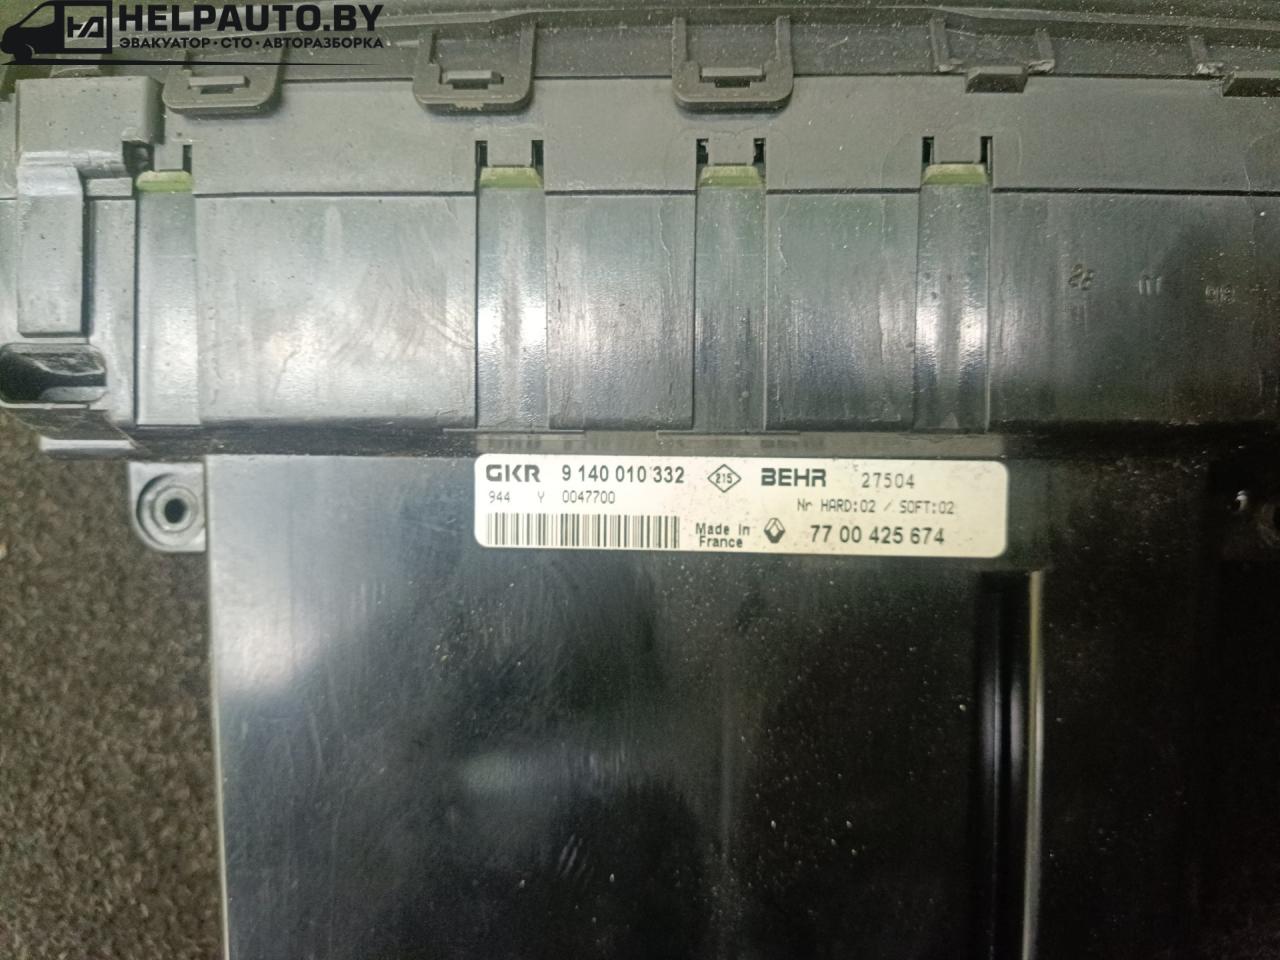 HELPAUTO.BY
ЭВАКУАТОР • СТО • АВТОРАЗБОРКА
GKR 9 140 010 332 215 BEHR 27504
944 Y 0047700 Nr HARD:02 / SOFT:02
Made in France 77 00 425 674